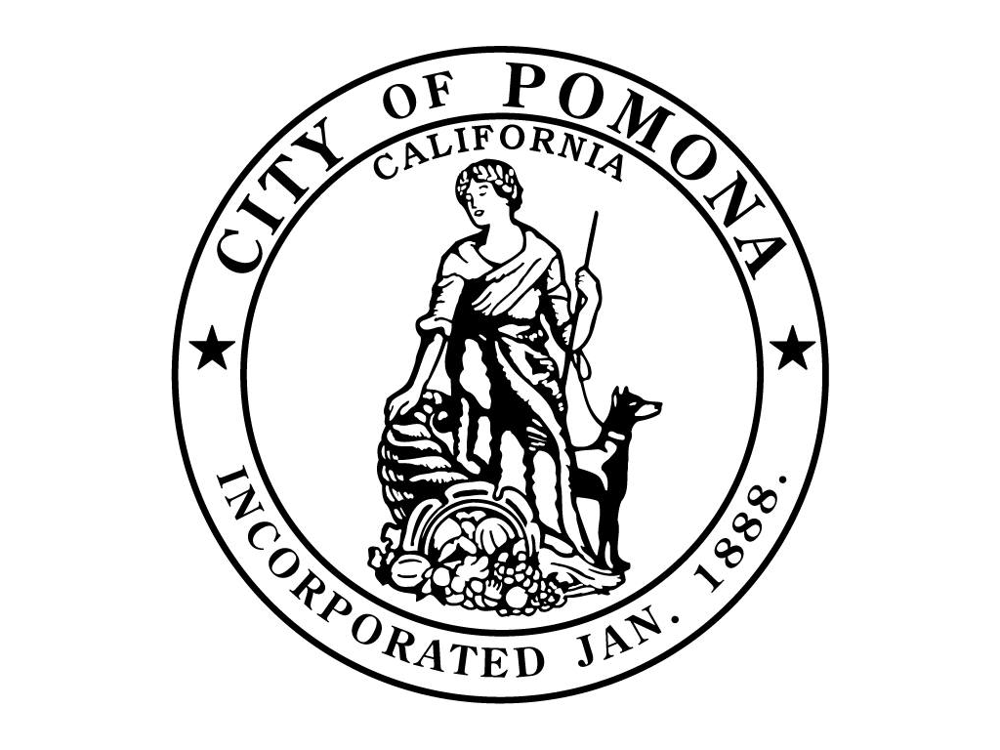 CITY OF POMONA
CALIFORNIA
INCORPORATED JAN. 1888.